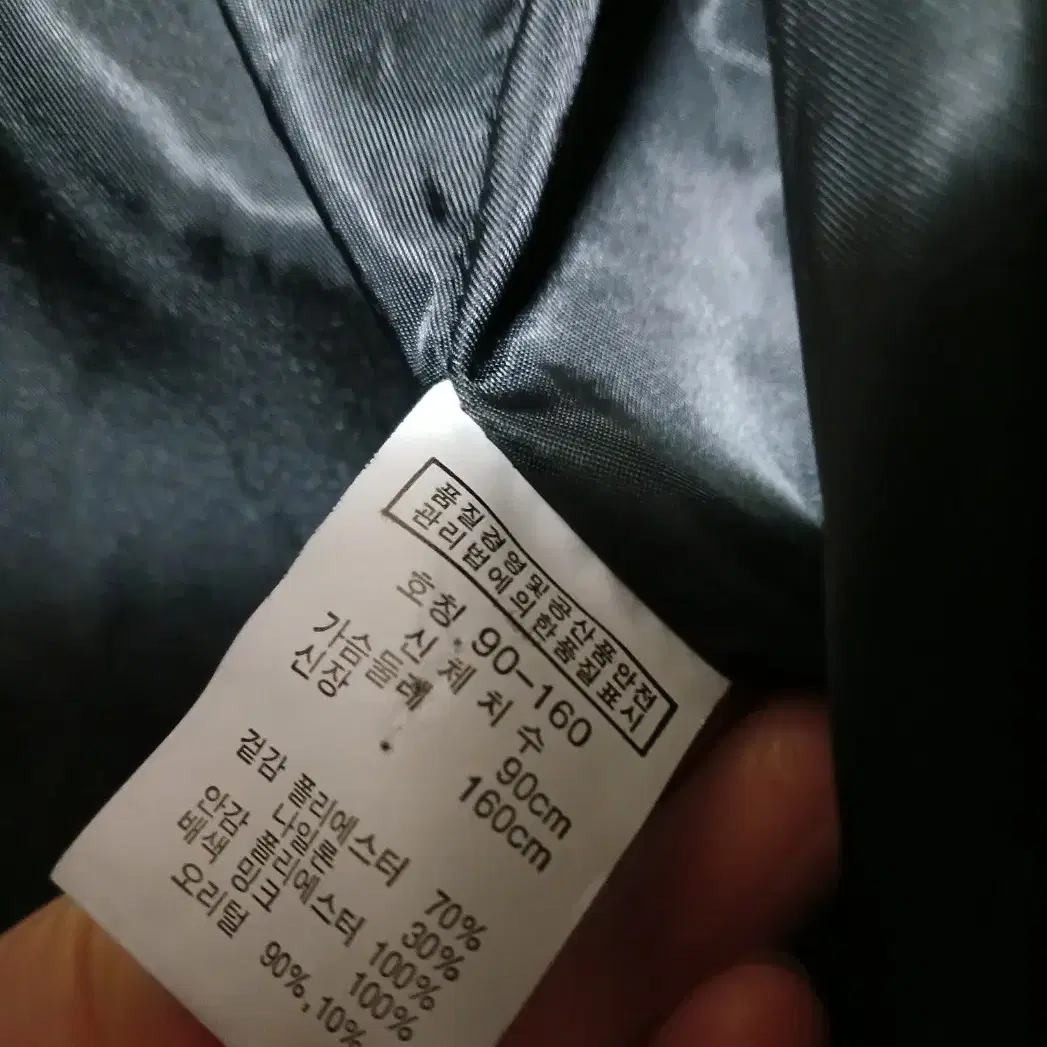 품질경영및공산품안전
관리법에의한품질표시
호칭 90-160
신체치수
가슴둘레 90cm
신장 160cm
겉감 폴리에스터 70%
나일론 30%
안감 폴리에스터 100%
배색 밍크 100%
오리털 90%,10%